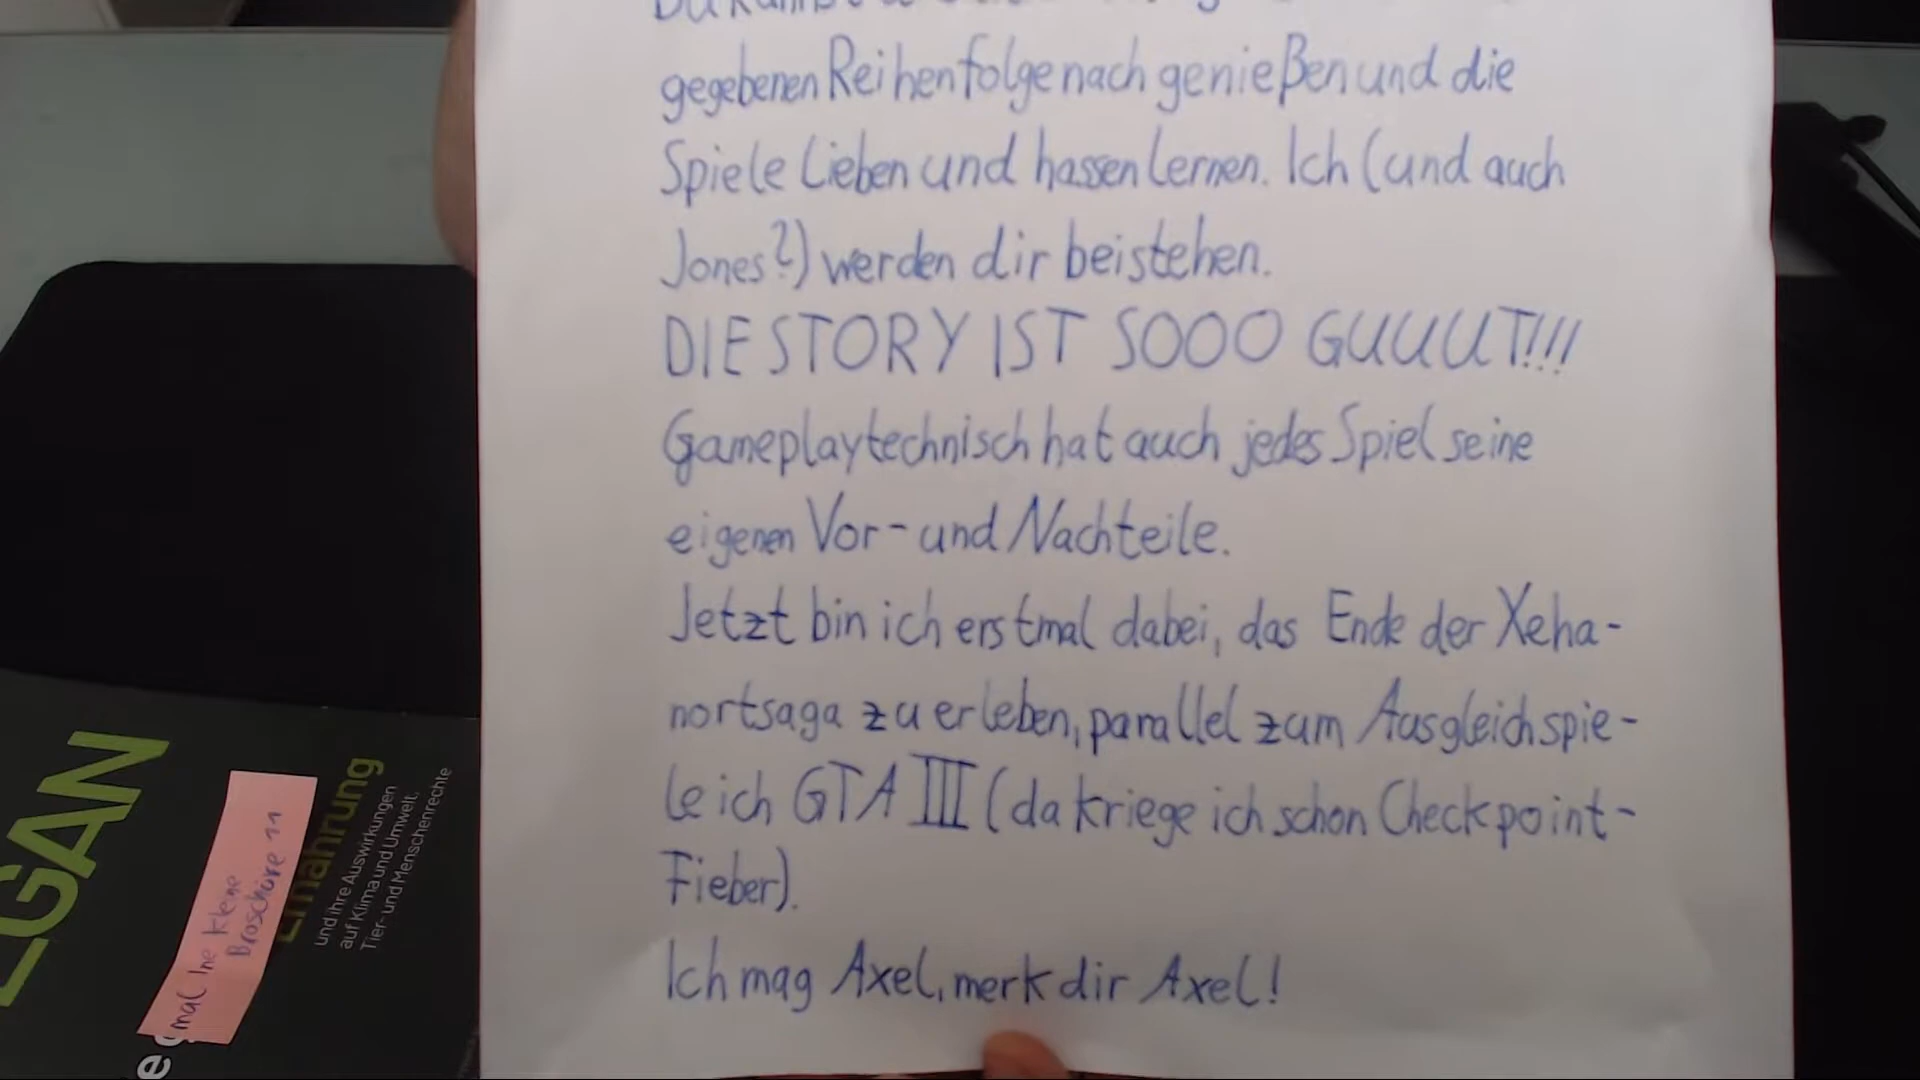 gegebenen Reihenfolge nach genießen und die
Spiele lieben und hassen lernen. Ich (und auch
Jones?) werden dir beistehen.
DIE STORY IST SOOO GUUUUT!!!
Gameplaytechnisch hat auch jedes Spiel seine
eigenen Vor- und Nachteile.
Jetzt bin ich erstmal dabei, das Ende der Xeha-
nortsaga zu erleben, parallel zum Ausgleich spie-
le ich GTA III (da kriege ich schon Checkpoint-
Fieber).
Ich mag Axel, merk dir Axel!
EGAN
Ernährung
und ihre Auswirkungen
auf Klima und Umwelt,
Tier- und Menschenrechte
mal 'ne kleine
Broschüre ^^